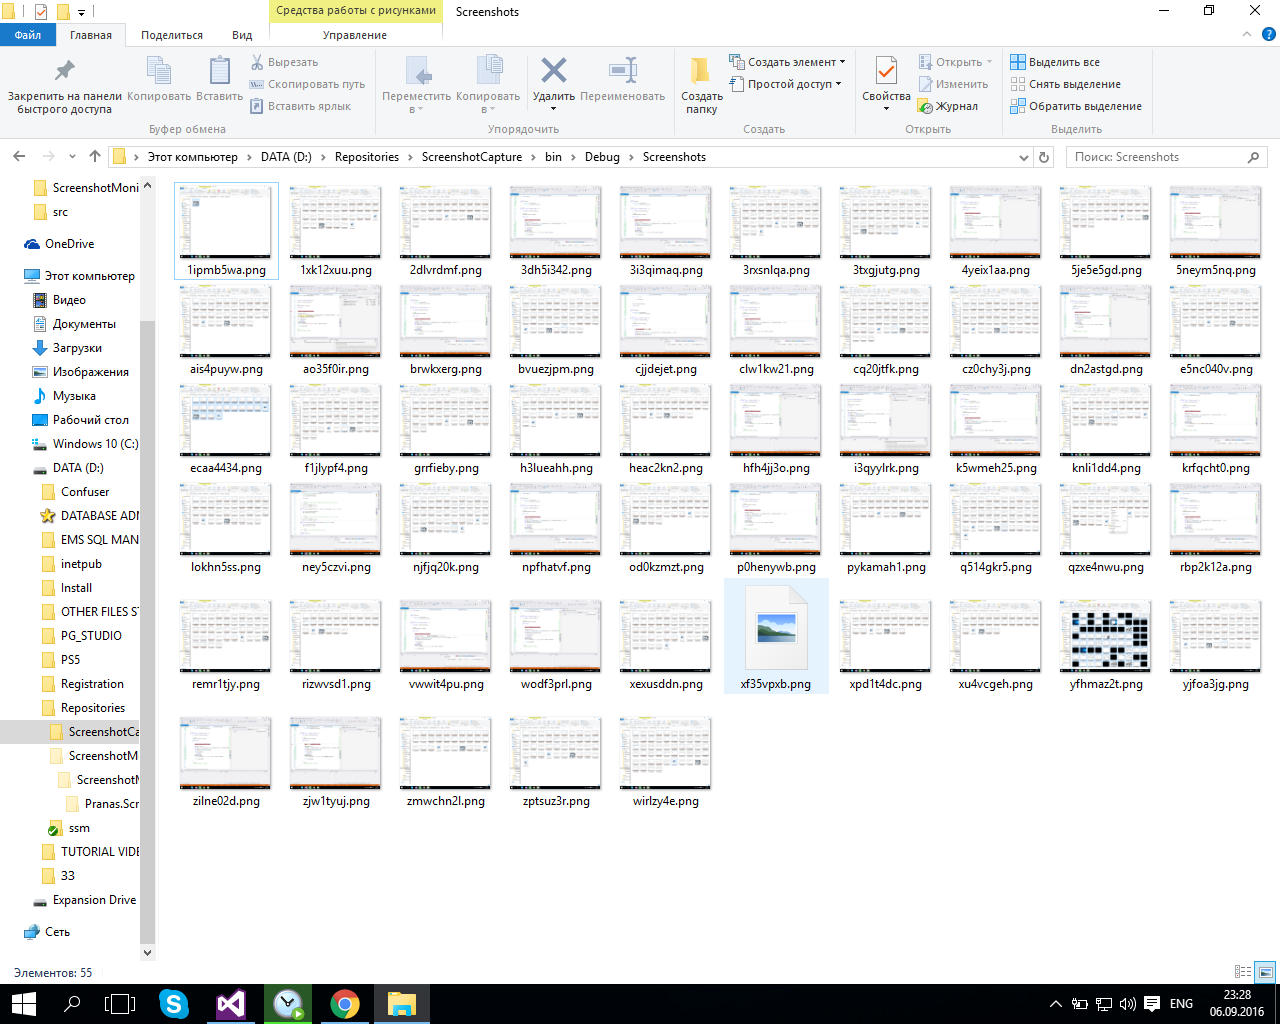 Средства работы с рисунками
Screenshots
Файл
Главная
Поделиться
Вид
Управление
Закрепить на панели быстрого доступа
Копировать
Вставить
Вырезать
Скопировать путь
Вставить ярлык
Буфер обмена
Переместить в
Копировать в
Удалить
Переименовать
Упорядочить
Создать папку
Создать элемент
Простой доступ
Создать
Свойства
Открыть
Изменить
Журнал
Открыть
Выделить все
Снять выделение
Обратить выделение
Выделить
Этот компьютер
DATA (D:)
Repositories
ScreenshotCapture
bin
Debug
Screenshots
Поиск: Screenshots
ScreenshotMoni
src
OneDrive
Этот компьютер
Видео
Документы
Загрузки
Изображения
Музыка
Рабочий стол
Windows 10 (C:)
DATA (D:)
Confuser
DATABASE ADM
EMS SQL MAN
inetpub
Install
OTHER FILES ST
PG_STUDIO
PS5
Registration
Repositories
ScreenshotCa
ScreenshotM
ScreenshotM
Pranas.Scr
ssm
TUTORIAL VIDE
33
Expansion Drive
Сеть
1ipmb5wa.png 1xk12xuu.png 2dlvrdmf.png 3dh5i342.png 3i3qimaq.png 3rxsnlqa.png 3txgjutg.png 4yeix1aa.png 5je5e5gd.png 5neym5nq.png
ais4puyw.png ao35f0ir.png brwkxerg.png bvuezjpm.png cjjdejet.png clw1kw21.png cq20jtfk.png cz0chy3j.png dn2astgd.png e5nc040v.png
ecaa4434.png f1jlypf4.png grrfieby.png h3lueahh.png heac2kn2.png hfh4jj3o.png i3qyylrk.png k5wmeh25.png knli1dd4.png krfqcht0.png
lokhn5ss.png ney5czvi.png njfjq20k.png npfhatvf.png od0kzmzt.png p0henywb.png pykamah1.png q514gkr5.png qzxe4nwu.png rbp2k12a.png
remr1tjy.png rizwvsd1.png vwwit4pu.png wodf3prl.png xexusddn.png xf35vpxb.png xpd1t4dc.png xu4vcgeh.png yfhmaz2t.png yjfoa3jg.png
zilne02d.png zjw1tyuj.png zmwchn2l.png zptsuz3r.png wirlzy4e.png
Элементов: 55
ENG
23:28
06.09.2016